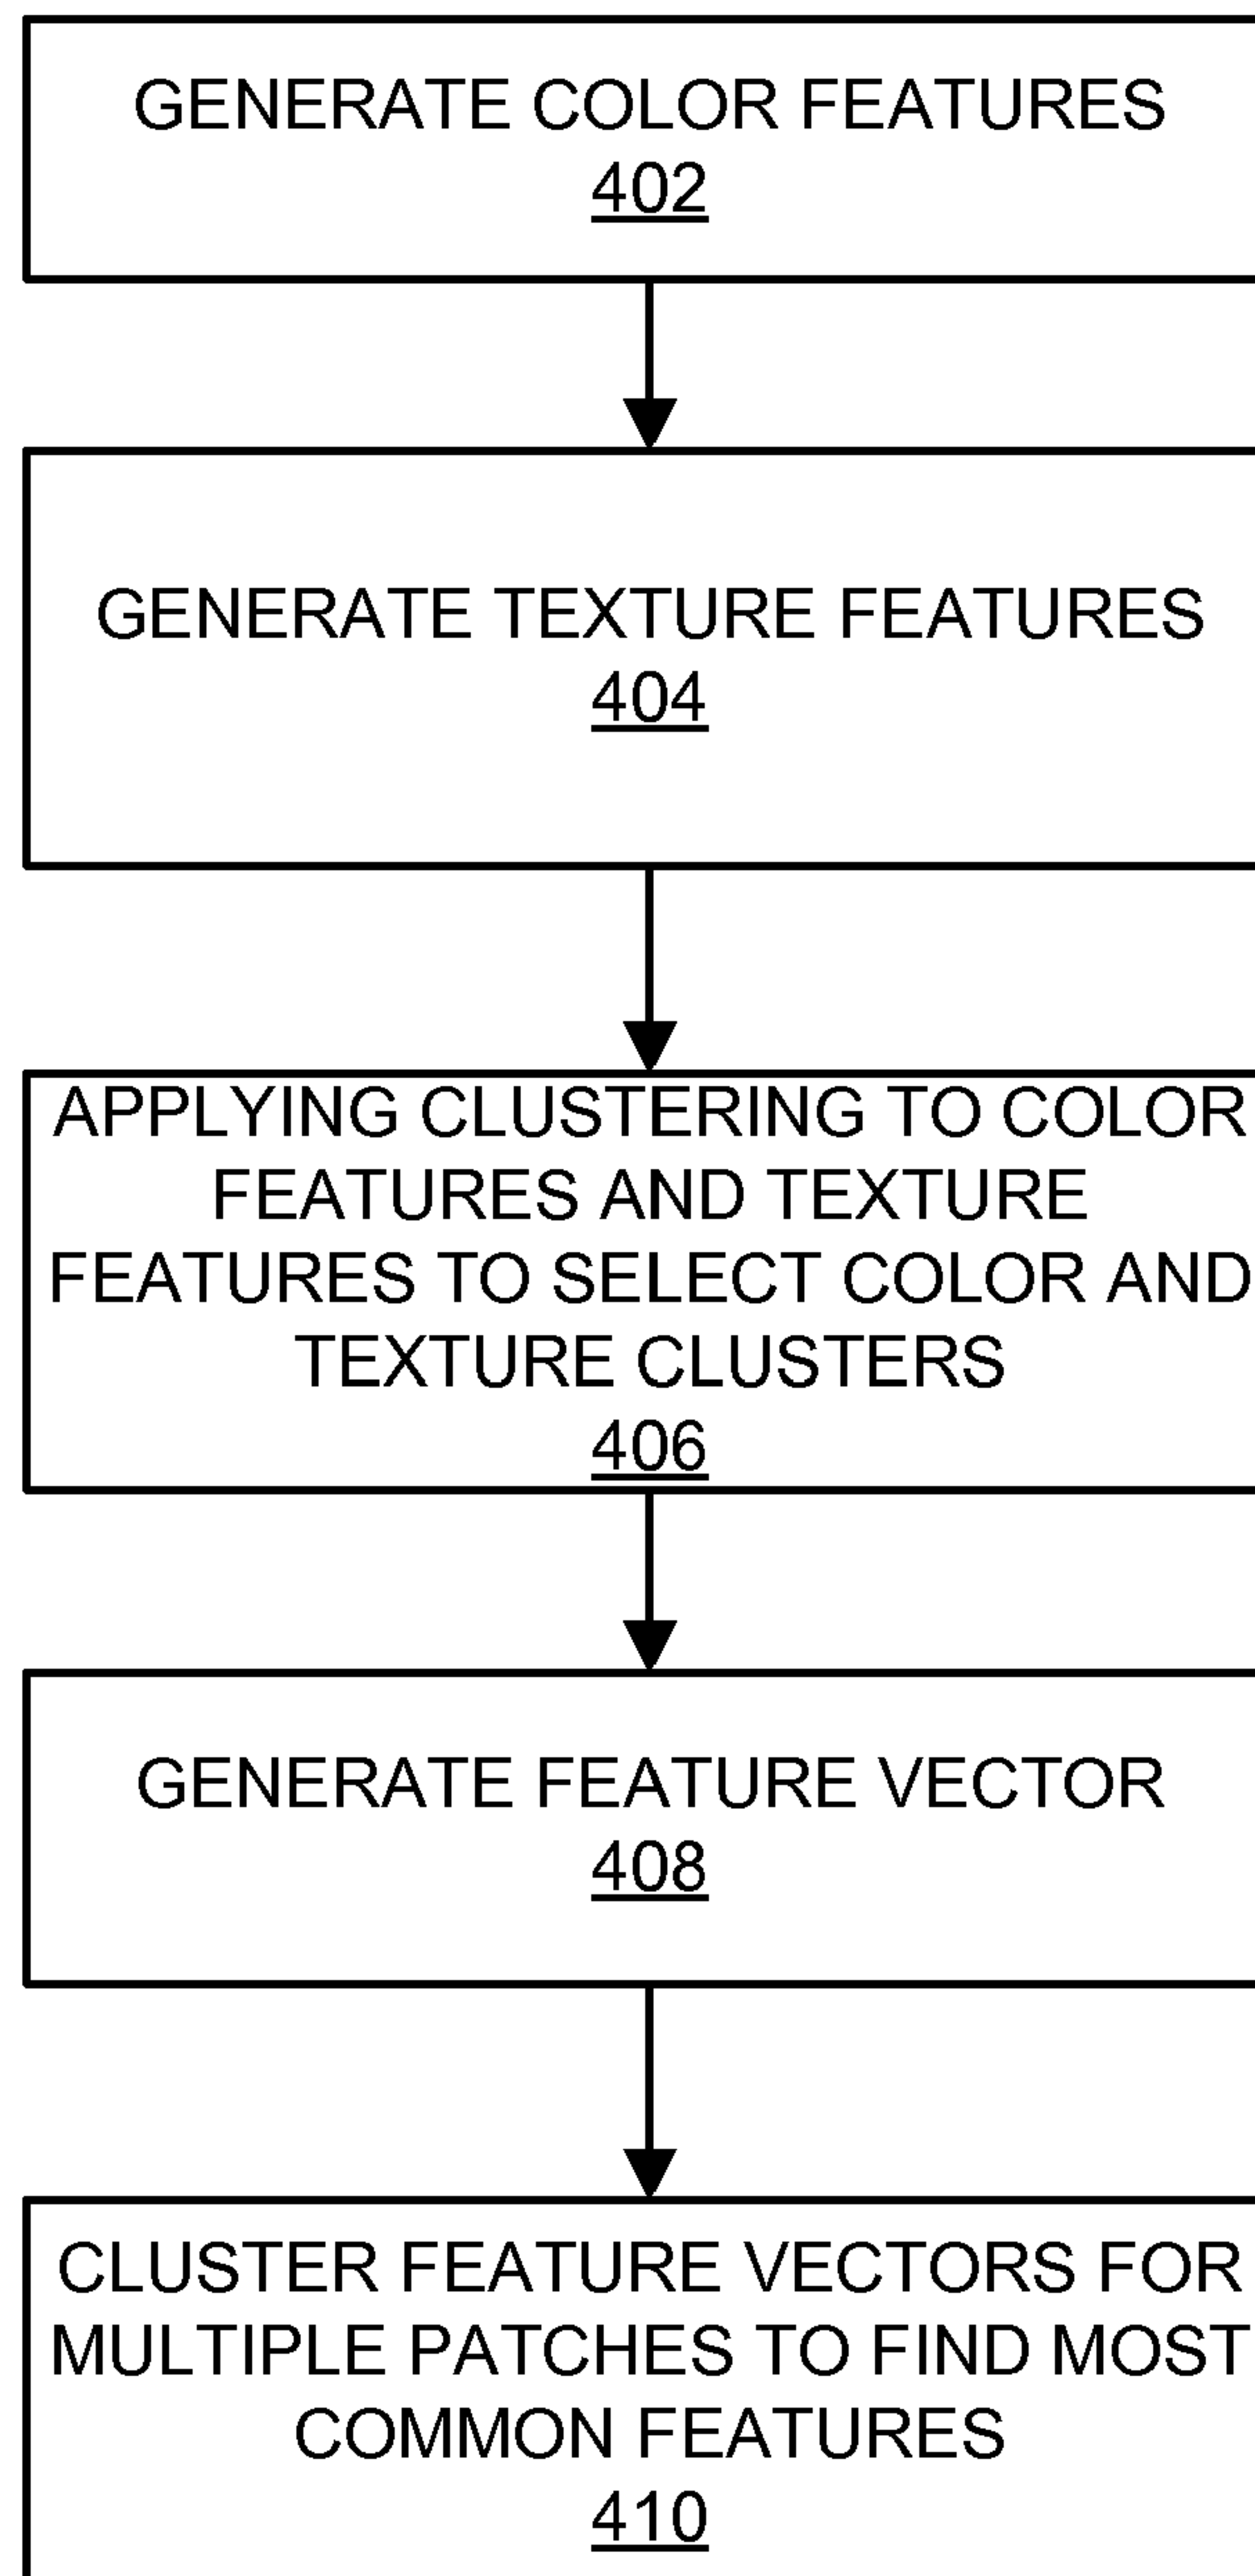 GENERATE COLOR FEATURES
402
GENERATE TEXTURE FEATURES
404
APPLYING CLUSTERING TO COLOR
FEATURES AND TEXTURE
FEATURES TO SELECT COLOR AND
TEXTURE CLUSTERS
406
GENERATE FEATURE VECTOR
408
CLUSTER FEATURE VECTORS FOR
MULTIPLE PATCHES TO FIND MOST
COMMON FEATURES
410